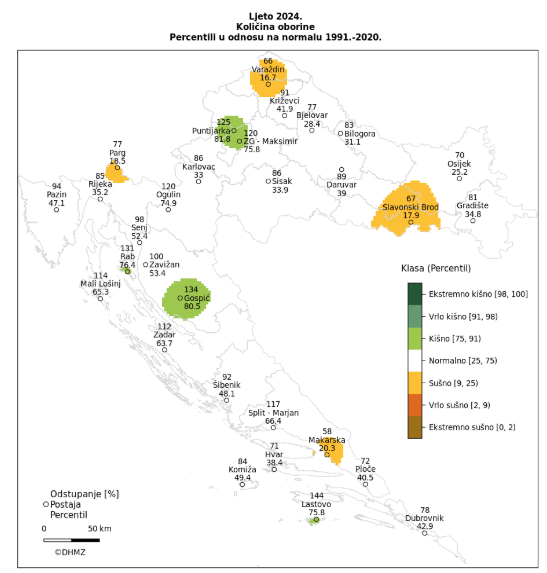 Ljeto 2024.
Količina oborine
Percentili u odnosu na normalu 1991.-2020.
66
Varaždin
16.7
91
Križevci
41.9
77
Bjelovar
28.4
125
Puntijarka
81.8
120
ZG - Maksimir
75.8
83
Bilogora
31.1
77
Parg
18.5
86
Karlovac
33
86
Sisak
33.9
89
Daruvar
39
70
Osijek
25.2
85
Rijeka
35.2
94
Pazin
47.1
120
Ogulin
74.9
67
Slavonski Brod
17.9
81
Gradište
34.8
98
Senj
52.4
131
Rab
76.4
100
Zavižan
53.4
114
Mali Lošinj
65.3
134
Gospić
80.5
112
Zadar
63.7
92
Šibenik
48.1
117
Split - Marjan
66.4
58
Makarska
20.3
71
Hvar
38.4
84
Komiža
49.4
72
Ploče
40.5
144
Lastovo
75.8
78
Dubrovnik
42.9
Klasa (Percentil)
Ekstremno kišno [98, 100]
Vrlo kišno [91, 98)
Kišno [75, 91)
Normalno [25, 75)
Sušno [9, 25)
Vrlo sušno [2, 9)
Ekstremno sušno [0, 2)
Odstupanje [%]
Postaja
Percentil
0 50 km
©DHMZ